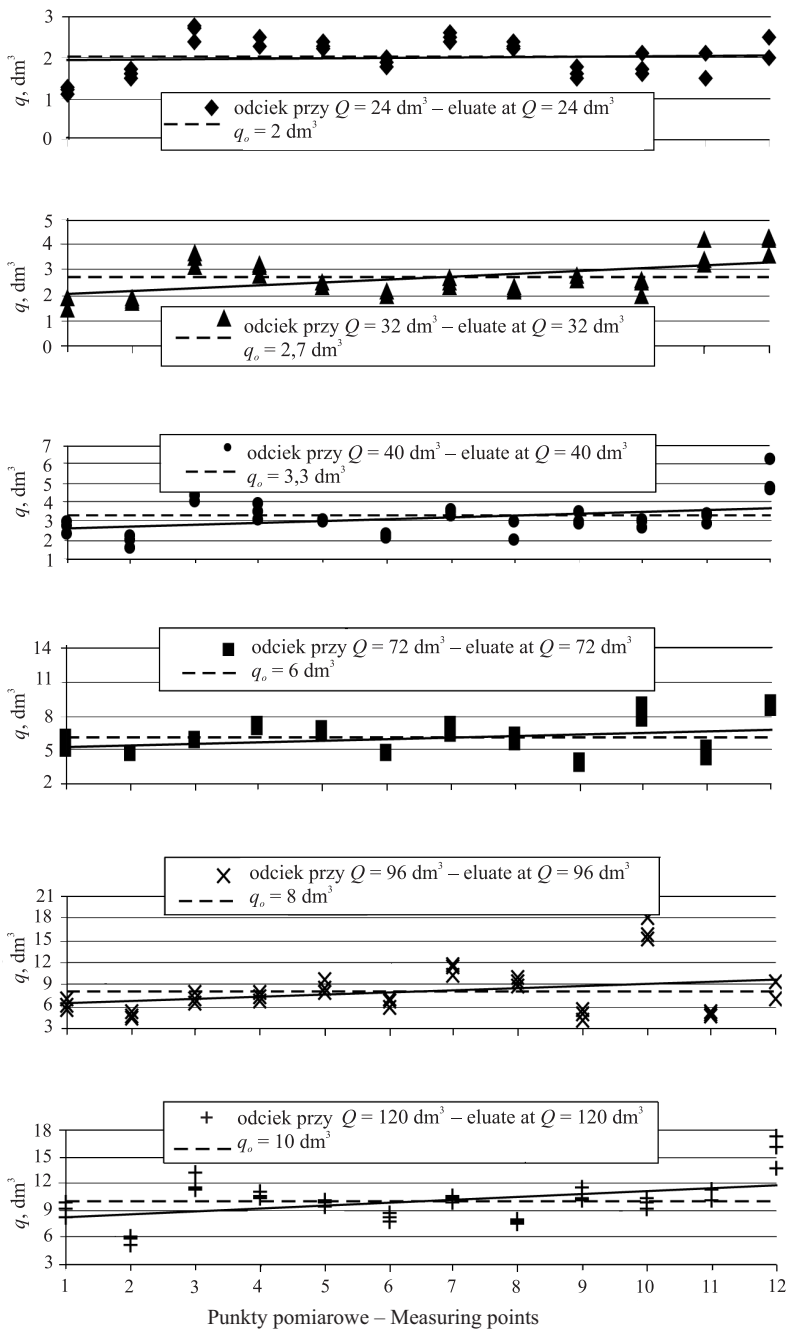 3
2
1
0
q, dm³
odciek przy Q = 24 dm³ – eluate at Q = 24 dm³
qₒ = 2 dm³
5
4
3
2
1
0
q, dm³
odciek przy Q = 32 dm³ – eluate at Q = 32 dm³
qₒ = 2,7 dm³
7
6
5
4
3
2
1
q, dm³
odciek przy Q = 40 dm³ – eluate at Q = 40 dm³
qₒ = 3,3 dm³
14
11
8
5
2
q, dm³
odciek przy Q = 72 dm³ – eluate at Q = 72 dm³
qₒ = 6 dm³
21
18
15
12
9
6
3
q, dm³
odciek przy Q = 96 dm³ – eluate at Q = 96 dm³
qₒ = 8 dm³
18
15
12
9
6
3
q, dm³
odciek przy Q = 120 dm³ – eluate at Q = 120 dm³
qₒ = 10 dm³
1 2 3 4 5 6 7 8 9 10 11 12
Punkty pomiarowe – Measuring points